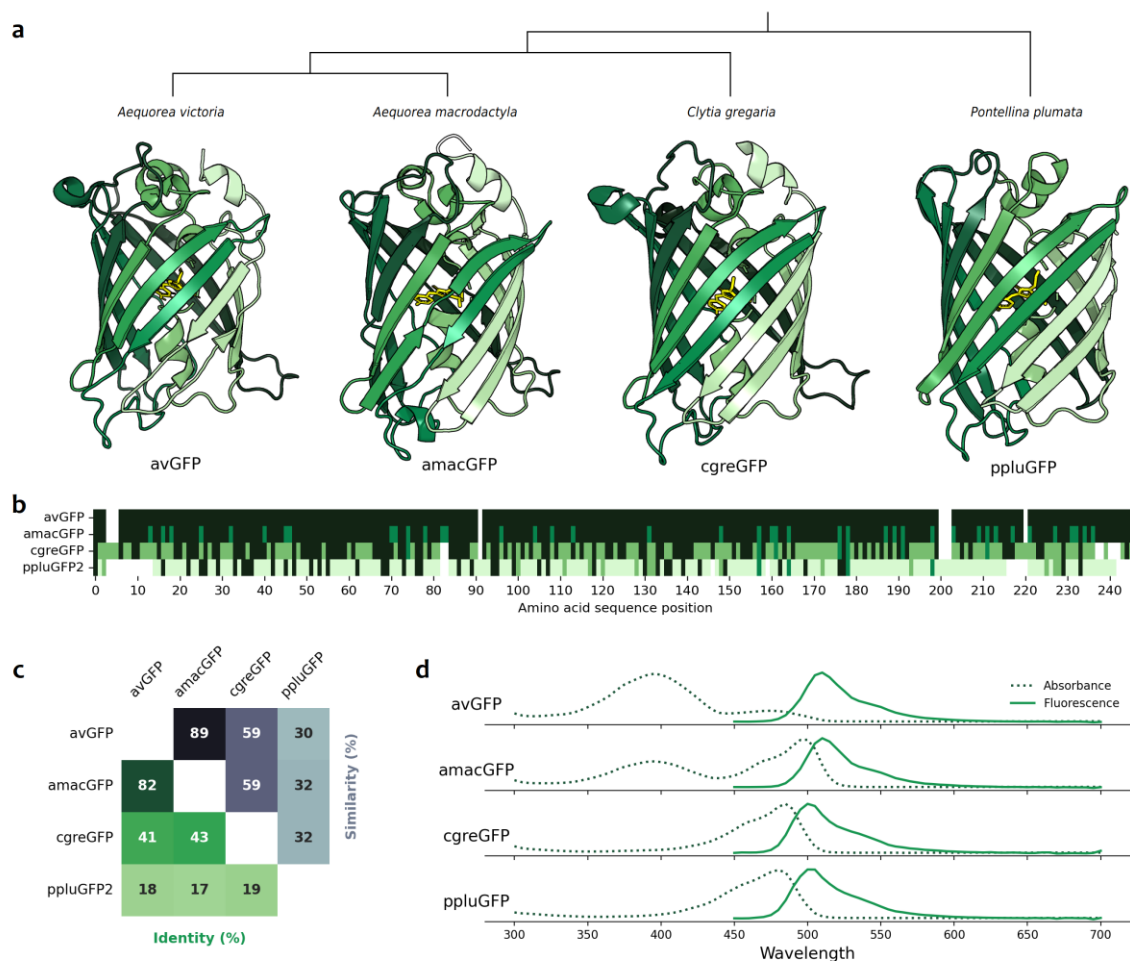 a
Aequorea victoria
Aequorea macrodactyla
Clytia gregaria
Pontellina plumata
avGFP
amacGFP
cgreGFP
ppluGFP
b
avGFP
amacGFP
cgreGFP
ppluGFP2
0 10 20 30 40 50 60 70 80 90 100 110 120 130 140 150 160 170 180 190 200 210 220 230 240
Amino acid sequence position
c
avGFP amacGFP cgreGFP ppluGFP
avGFP 89 59 30
amacGFP 82 59 32
cgreGFP 41 43 32
ppluGFP2 18 17 19
Similarity (%)
Identity (%)
d
Absorbance
Fluorescence
avGFP
amacGFP
cgreGFP
ppluGFP
300 350 400 450 500 550 600 650 700
Wavelength